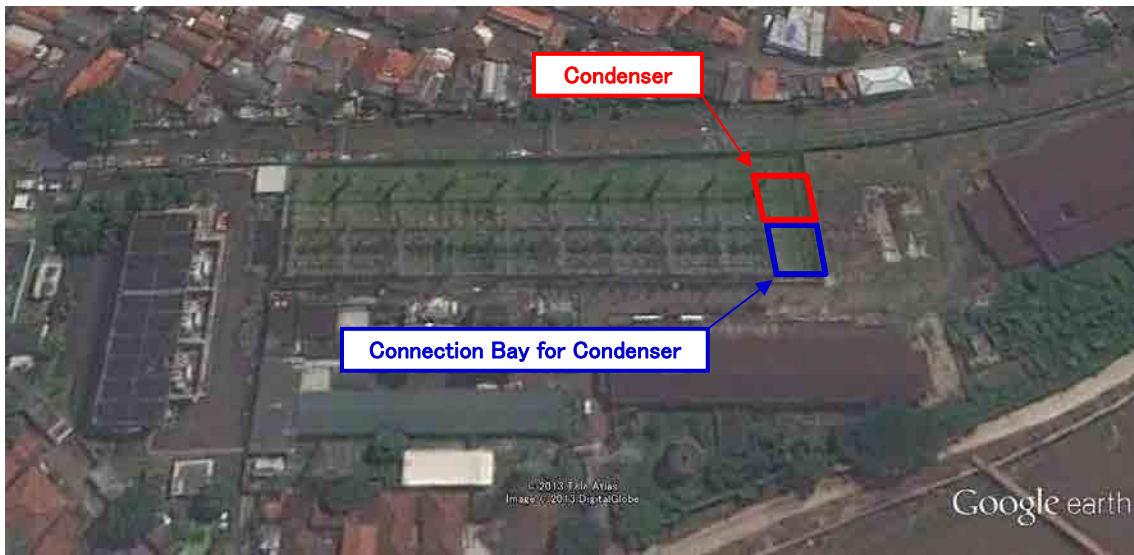 Condenser
Connection Bay for Condenser
© 2013 Tele Atlas
Image © 2013 DigitalGlobe
Google earth